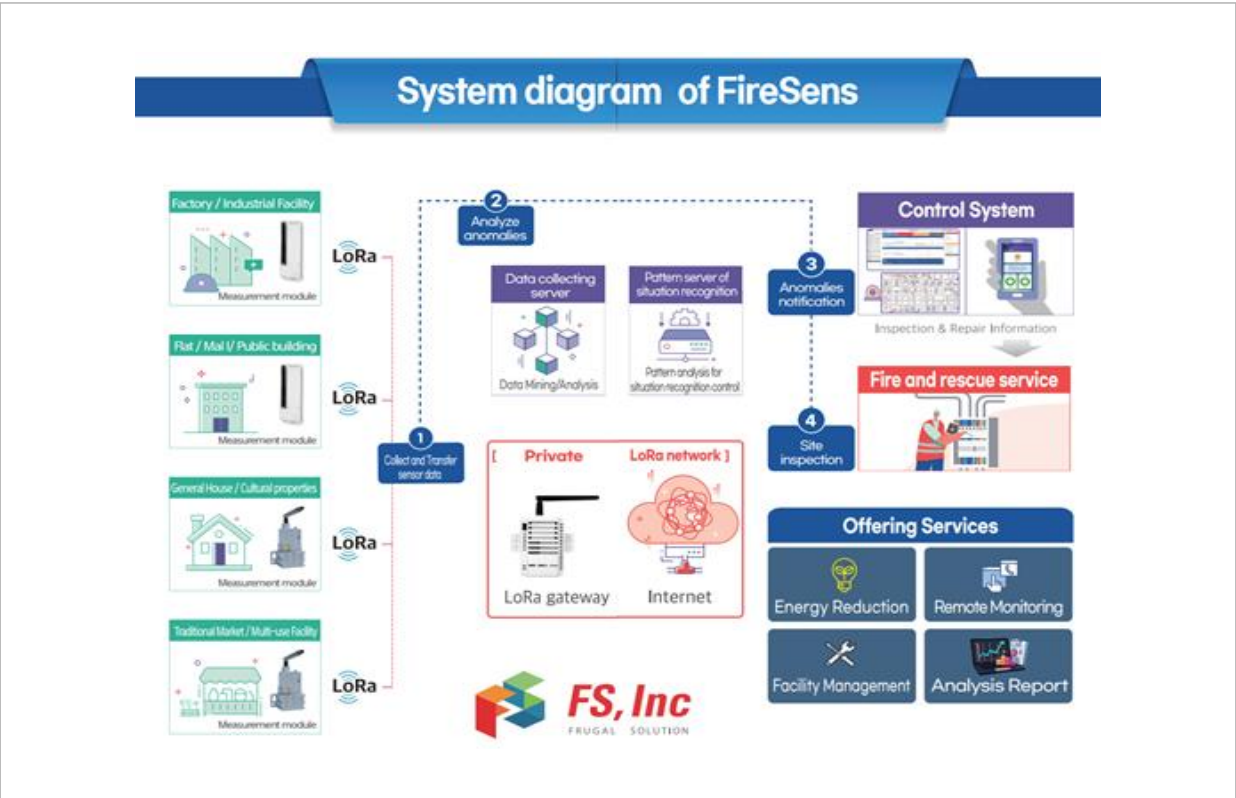 System diagram of FireSens
Factory / Industrial Facility
Measurement module
LoRa
Flat / Mal l/ Public building
Measurement module
LoRa
General House / Cultural properties
Measurement module
LoRa
Traditional Market / Multi-use Facility
Measurement module
LoRa
1
Collect and Transfer
sensor data
2
Analyze
anomalies
Data collecting
server
Data Mining/Analysis
Pattern server of
situation recognition
Pattern analysis for
situation recognition control
[ Private LoRa network ]
LoRa gateway
Internet
FS, Inc
FRUGAL SOLUTION
3
Anomalies
notification
4
Site
inspection
Control System
Inspection & Repair Information
Fire and rescue service
Offering Services
Energy Reduction
Remote Monitoring
Facility Management
Analysis Report